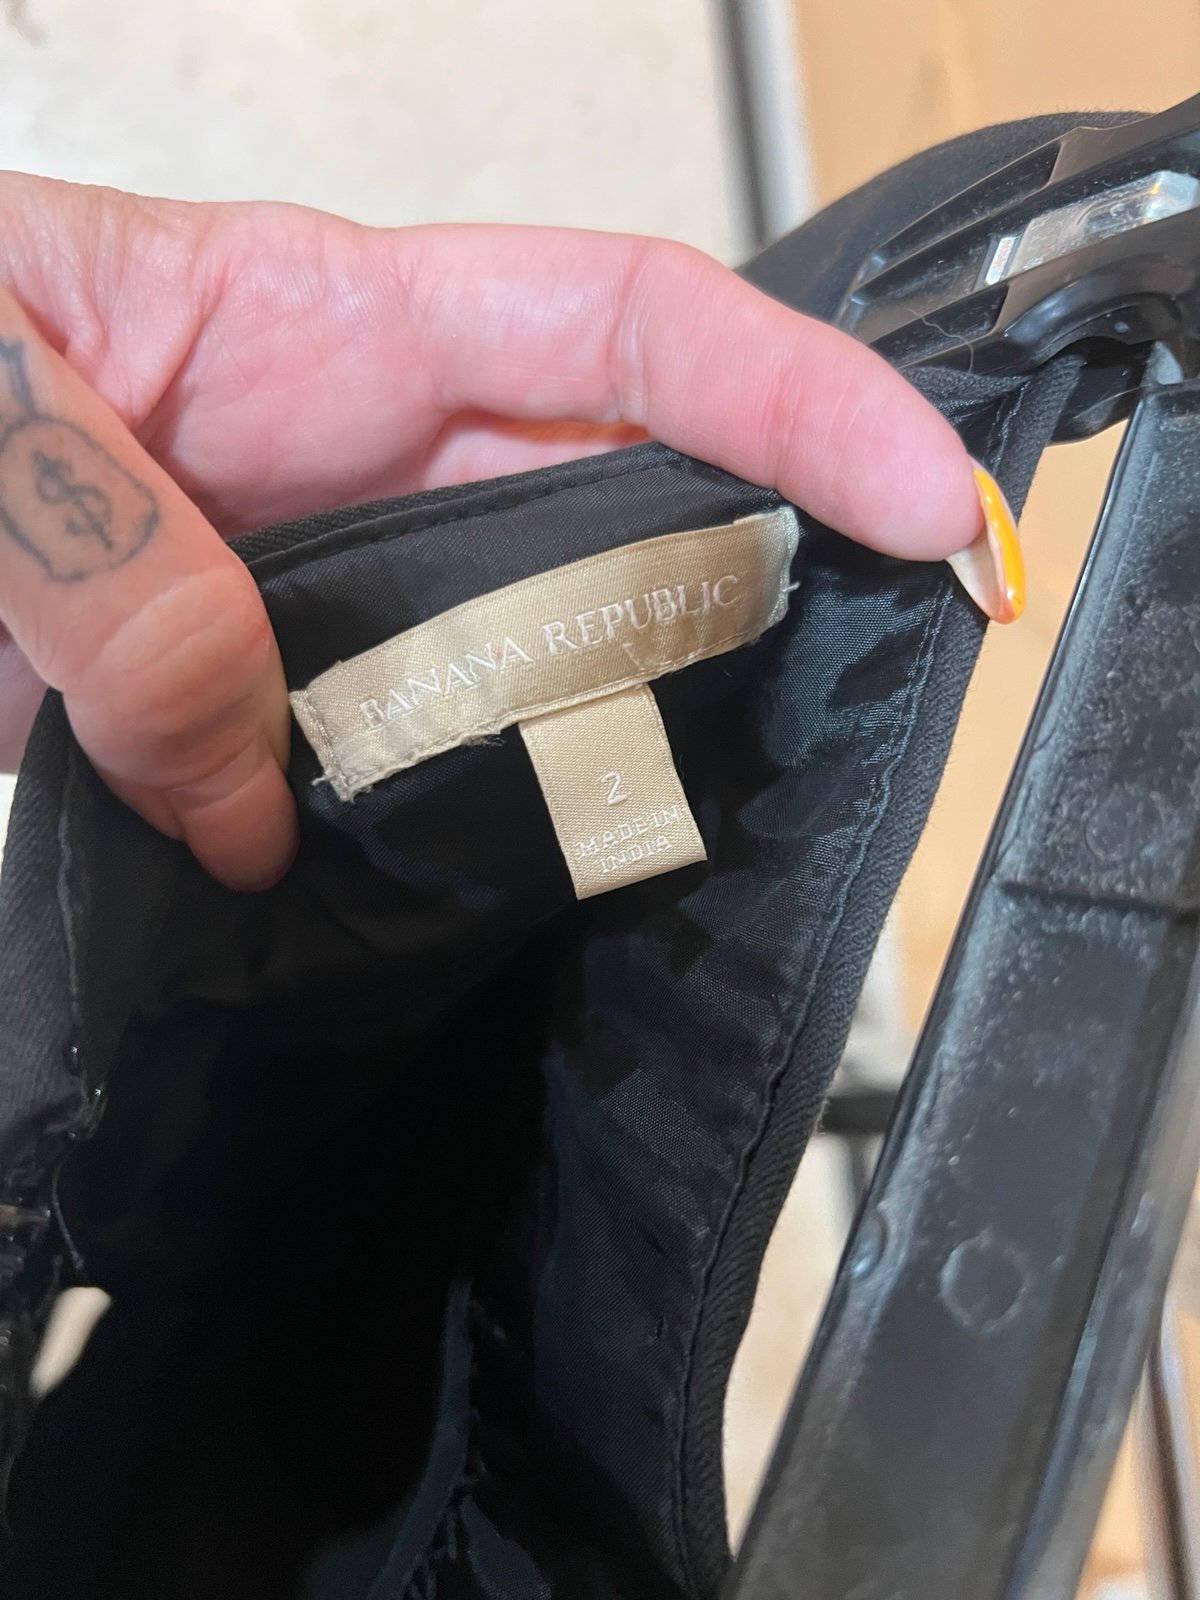 $
BANANA REPUBLIC
2
MADE IN
INDIA